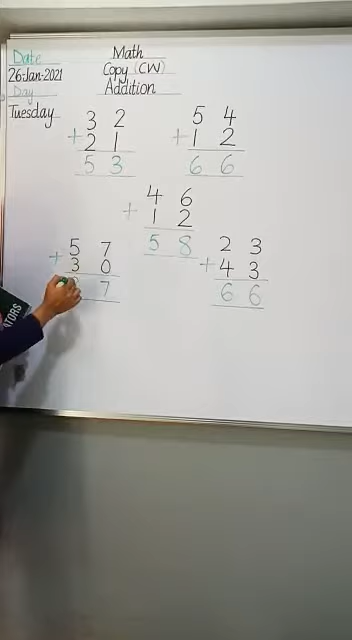 Date
26-Jan-2021
Day
Tuesday
Math
Copy (CW)
Addition
3 2
+ 2 1
5 3
5 4
+ 1 2
6 6
4 6
+ 1 2
5 8
5 7
+ 3 0
7
2 3
+ 4 3
6 6